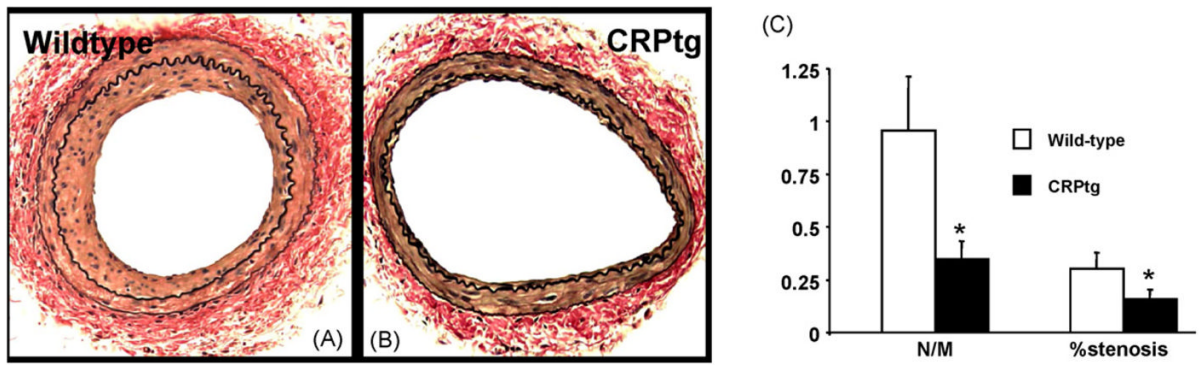 Wildtype
(A)
CRPtg
(B)
(C)
1.25
1
0.75
0.5
0.25
0
*
*
Wild-type
CRPtg
N/M
%stenosis